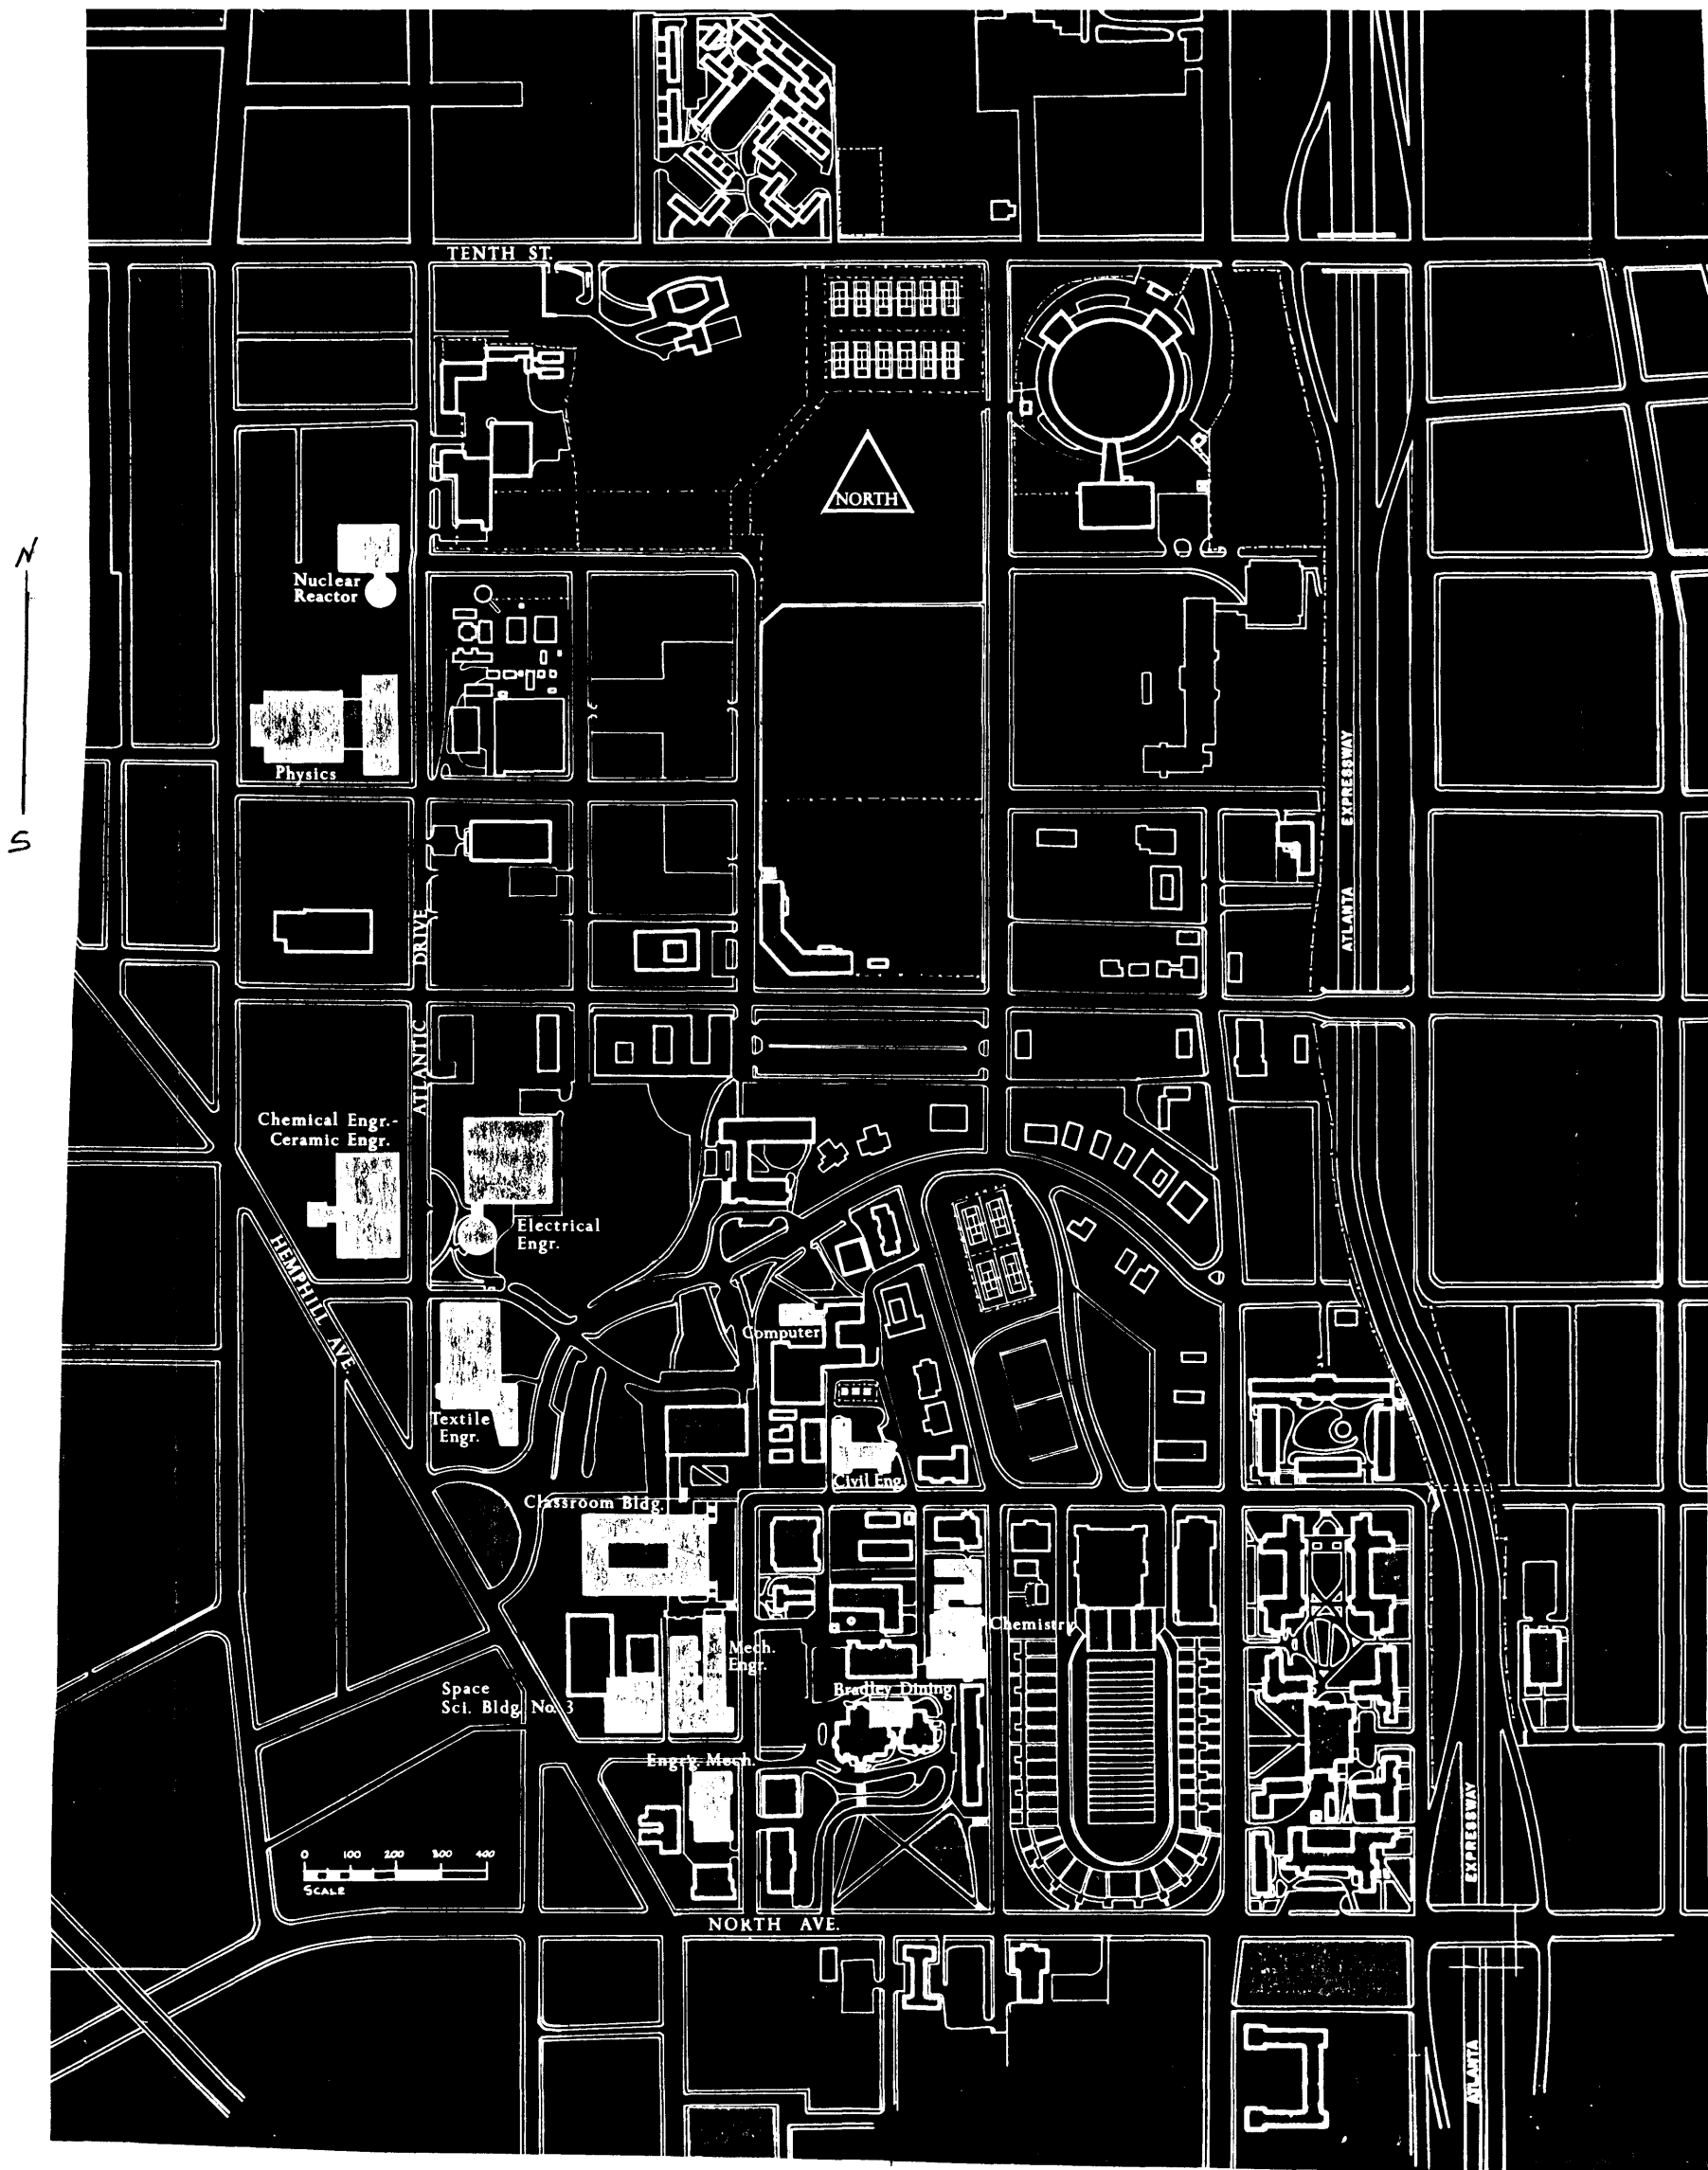 TENTH ST.
NORTH
N
Nuclear
Reactor
S
Physics
ATLANTA EXPRESSWAY
ATLANTIC DRIVE
Chemical Engr.-
Ceramic Engr.
Electrical
Engr.
HEMPHILL AVE.
Computer
Textile
Engr.
Civil Eng.
Classroom Bldg.
Chemistry
Mech.
Engr.
Space
Sci. Bldg. No. 3
Bradley Dining
Engr'g. Mech.
0 100 200 300 400
SCALE
NORTH AVE.
ATLANTA EXPRESSWAY